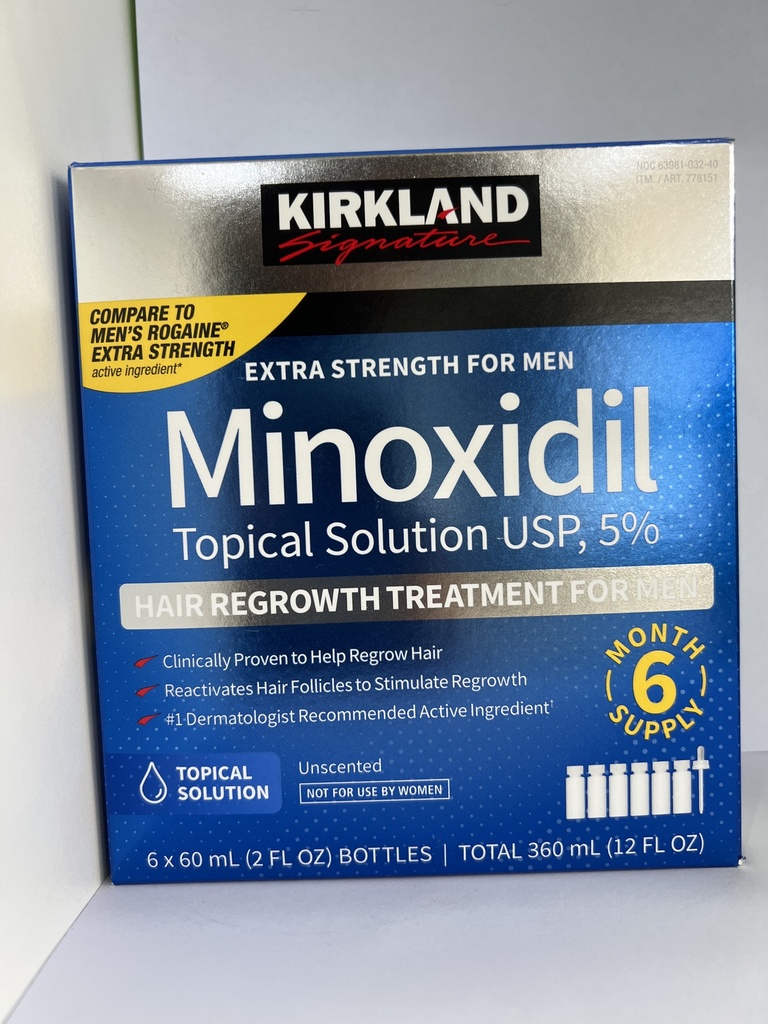 NDC 63981-032-40
ITM. / ART. 778151
KIRKLAND
Signature
COMPARE TO
MEN'S ROGAINE®
EXTRA STRENGTH
active ingredient*
EXTRA STRENGTH FOR MEN
Minoxidil
Topical Solution USP, 5%
HAIR REGROWTH TREATMENT FOR MEN
Clinically Proven to Help Regrow Hair
Reactivates Hair Follicles to Stimulate Regrowth
#1 Dermatologist Recommended Active Ingredient†
MONTH
6
SUPPLY
TOPICAL
SOLUTION
Unscented
NOT FOR USE BY WOMEN
6 x 60 mL (2 FL OZ) BOTTLES | TOTAL 360 mL (12 FL OZ)